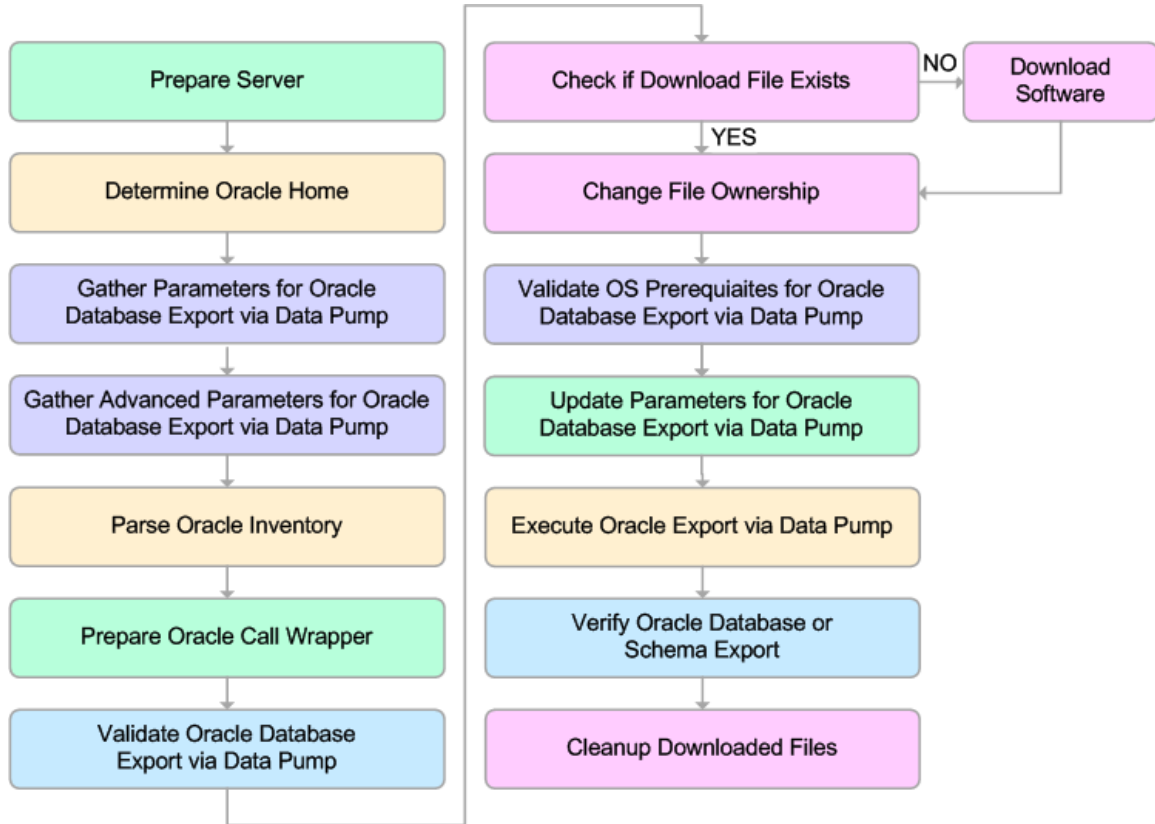 Prepare Server
Determine Oracle Home
Gather Parameters for Oracle
Database Export via Data Pump
Gather Advanced Parameters for Oracle
Database Export via Data Pump
Parse Oracle Inventory
Prepare Oracle Call Wrapper
Validate Oracle Database
Export via Data Pump
Check if Download File Exists
NO
Download
Software
YES
Change File Ownership
Validate OS Prerequiaites for Oracle
Database Export via Data Pump
Update Parameters for Oracle
Database Export via Data Pump
Execute Oracle Export via Data Pump
Verify Oracle Database or
Schema Export
Cleanup Downloaded Files